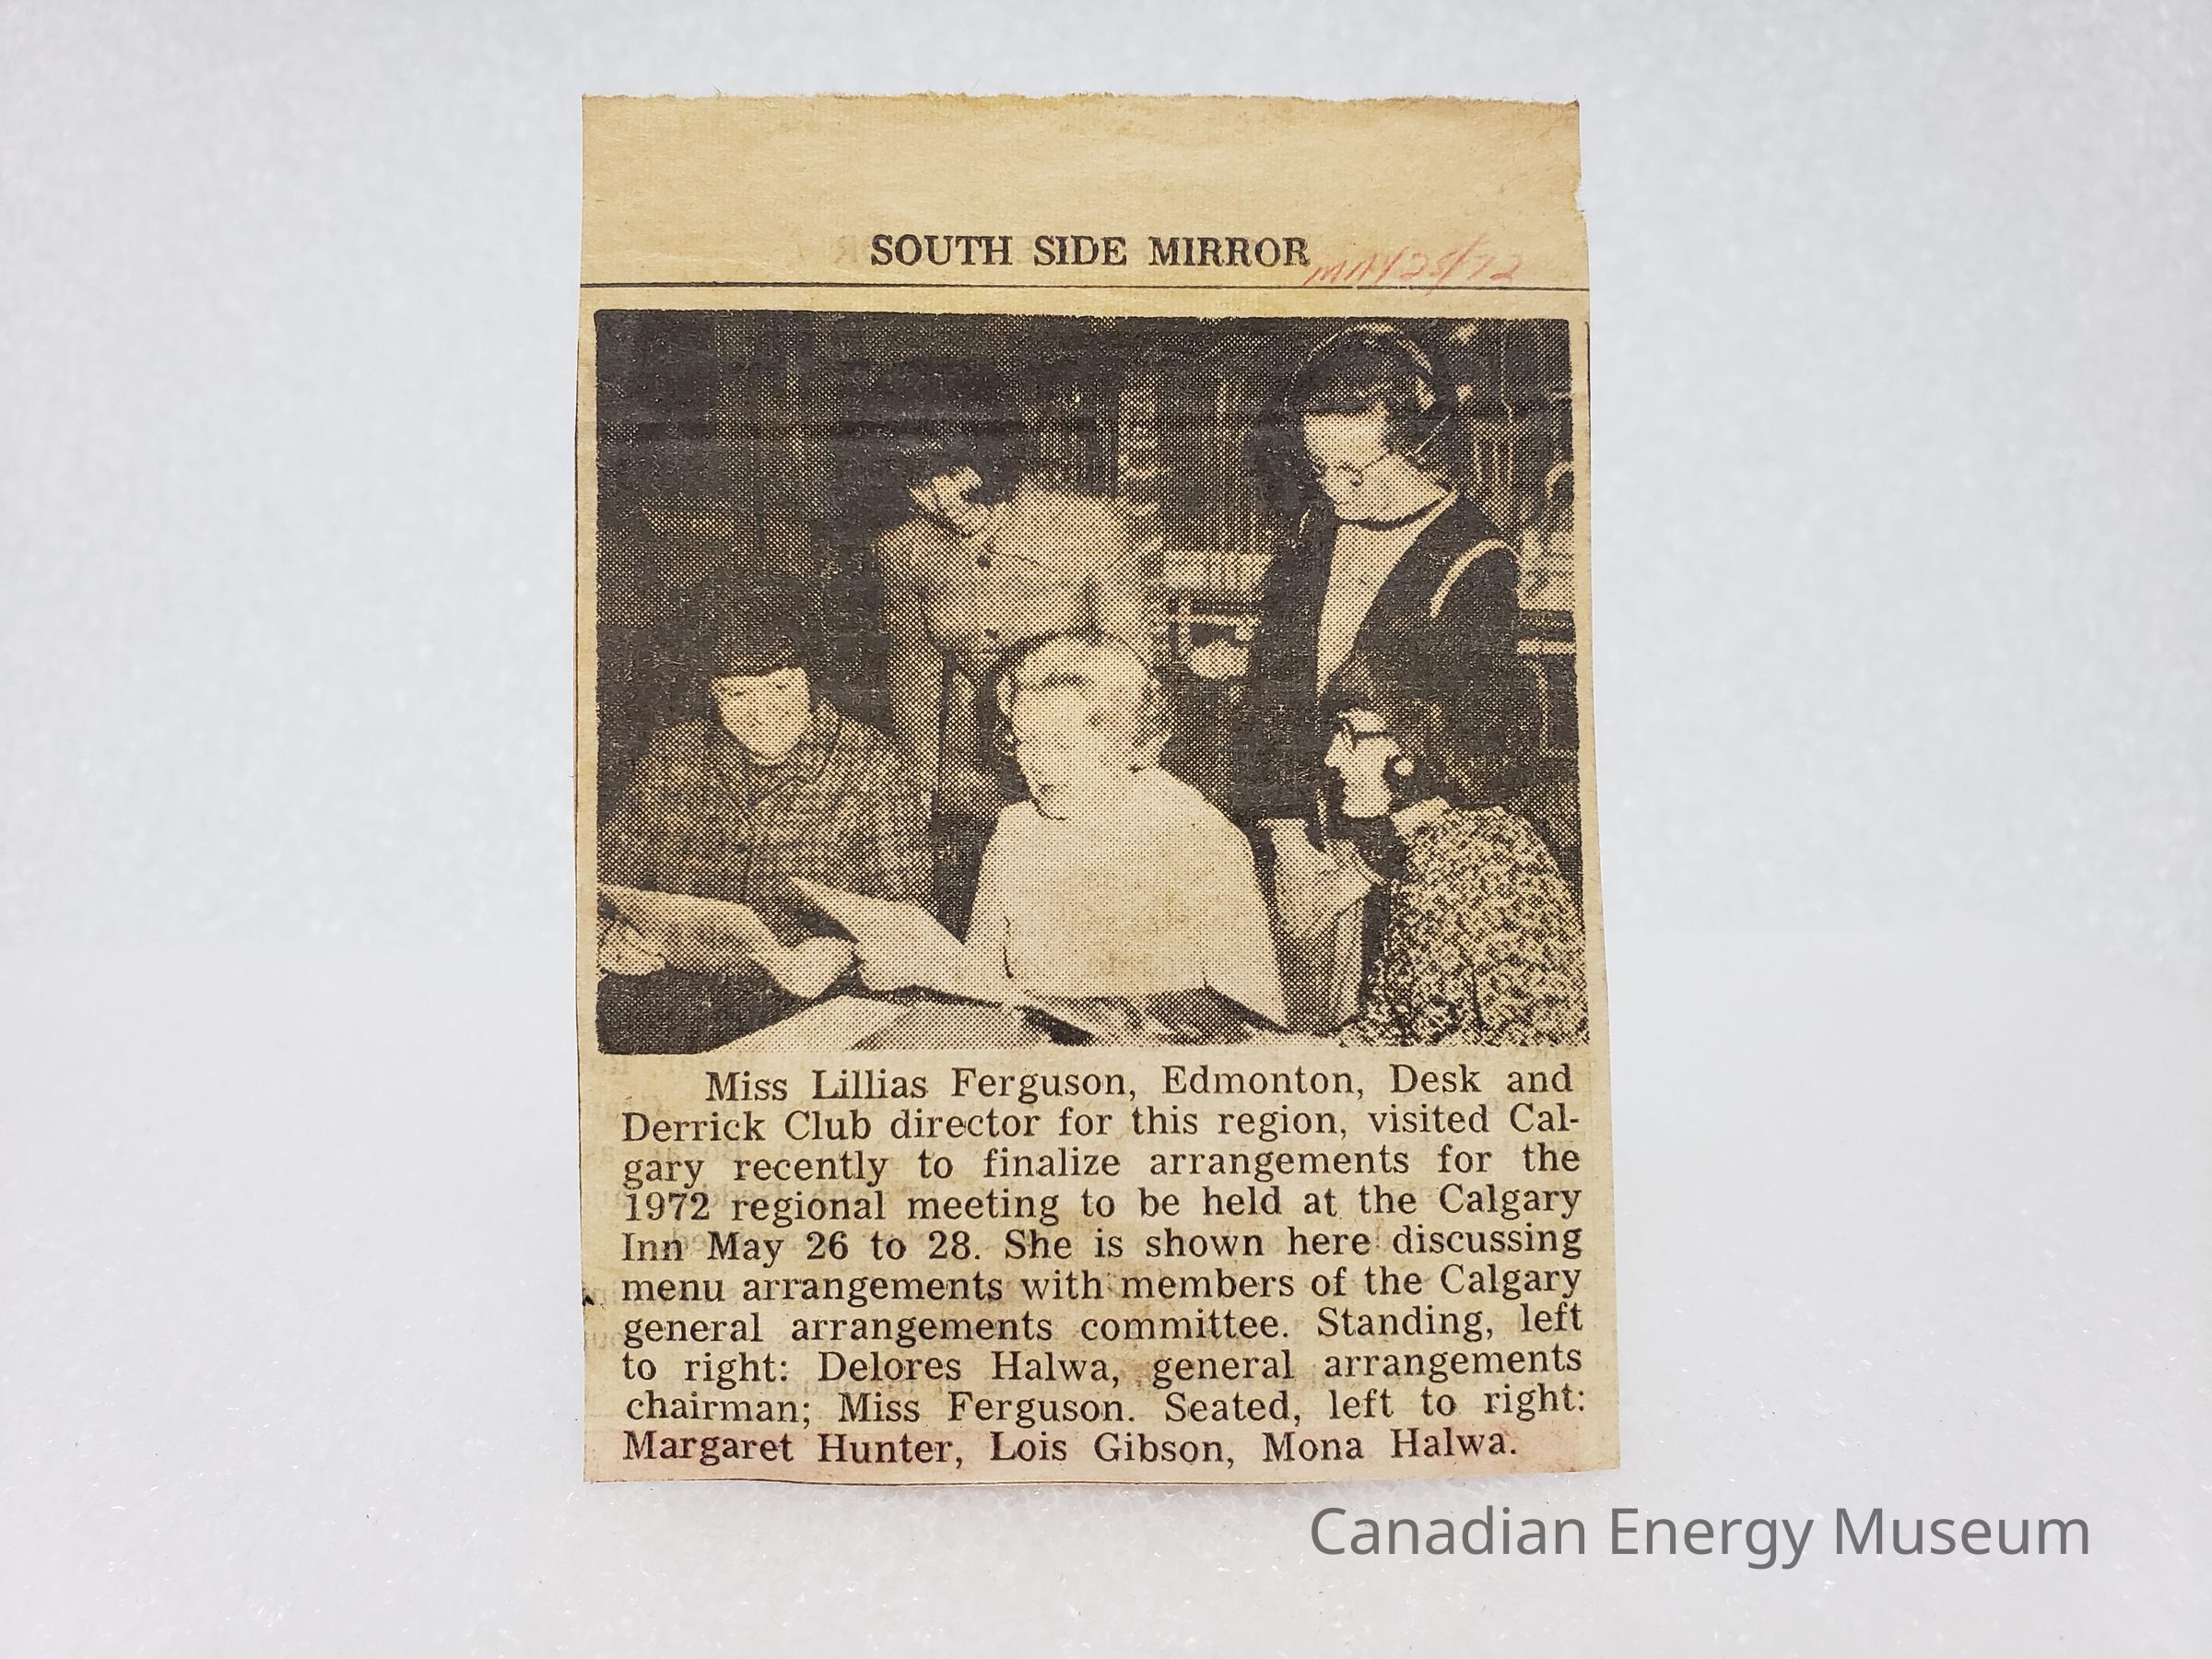 SOUTH SIDE MIRROR
MAY 25/72
Miss Lillias Ferguson, Edmonton, Desk and
Derrick Club director for this region, visited Cal-
gary recently to finalize arrangements for the
1972 regional meeting to be held at the Calgary
Inn May 26 to 28. She is shown here discussing
menu arrangements with members of the Calgary
general arrangements committee. Standing, left
to right: Delores Halwa, general arrangements
chairman; Miss Ferguson. Seated, left to right:
Margaret Hunter, Lois Gibson, Mona Halwa.
Canadian Energy Museum